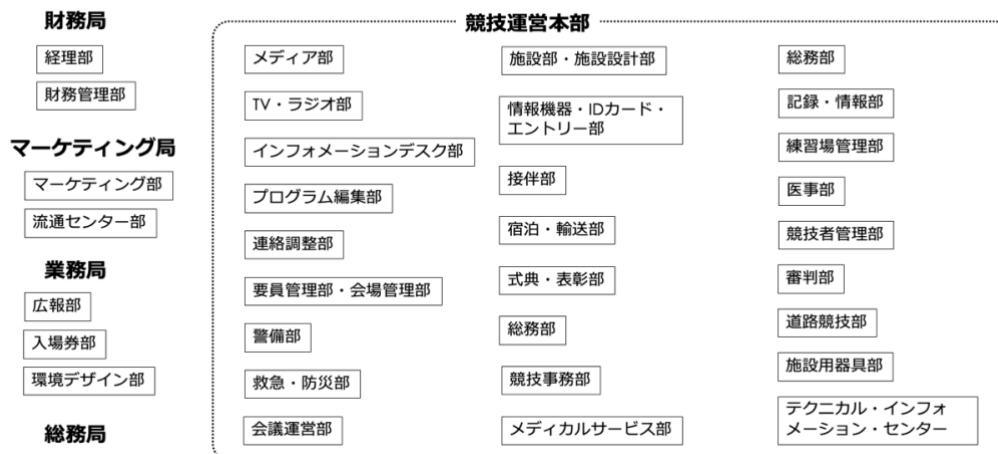 財務局
経理部
財務管理部
マーケティング局
マーケティング部
流通センター部
業務局
広報部
入場券部
環境デザイン部
総務局
競技運営本部
メディア部
TV・ラジオ部
インフォメーションデスク部
プログラム編集部
連絡調整部
要員管理部・会場管理部
警備部
救急・防災部
会議運営部
施設部・施設設計部
情報機器・IDカード・
エントリー部
接伴部
宿泊・輸送部
式典・表彰部
総務部
競技事務部
メディカルサービス部
総務部
記録・情報部
練習場管理部
医事部
競技者管理部
審判部
道路競技部
施設用器具部
テクニカル・インフォ
メーション・センター